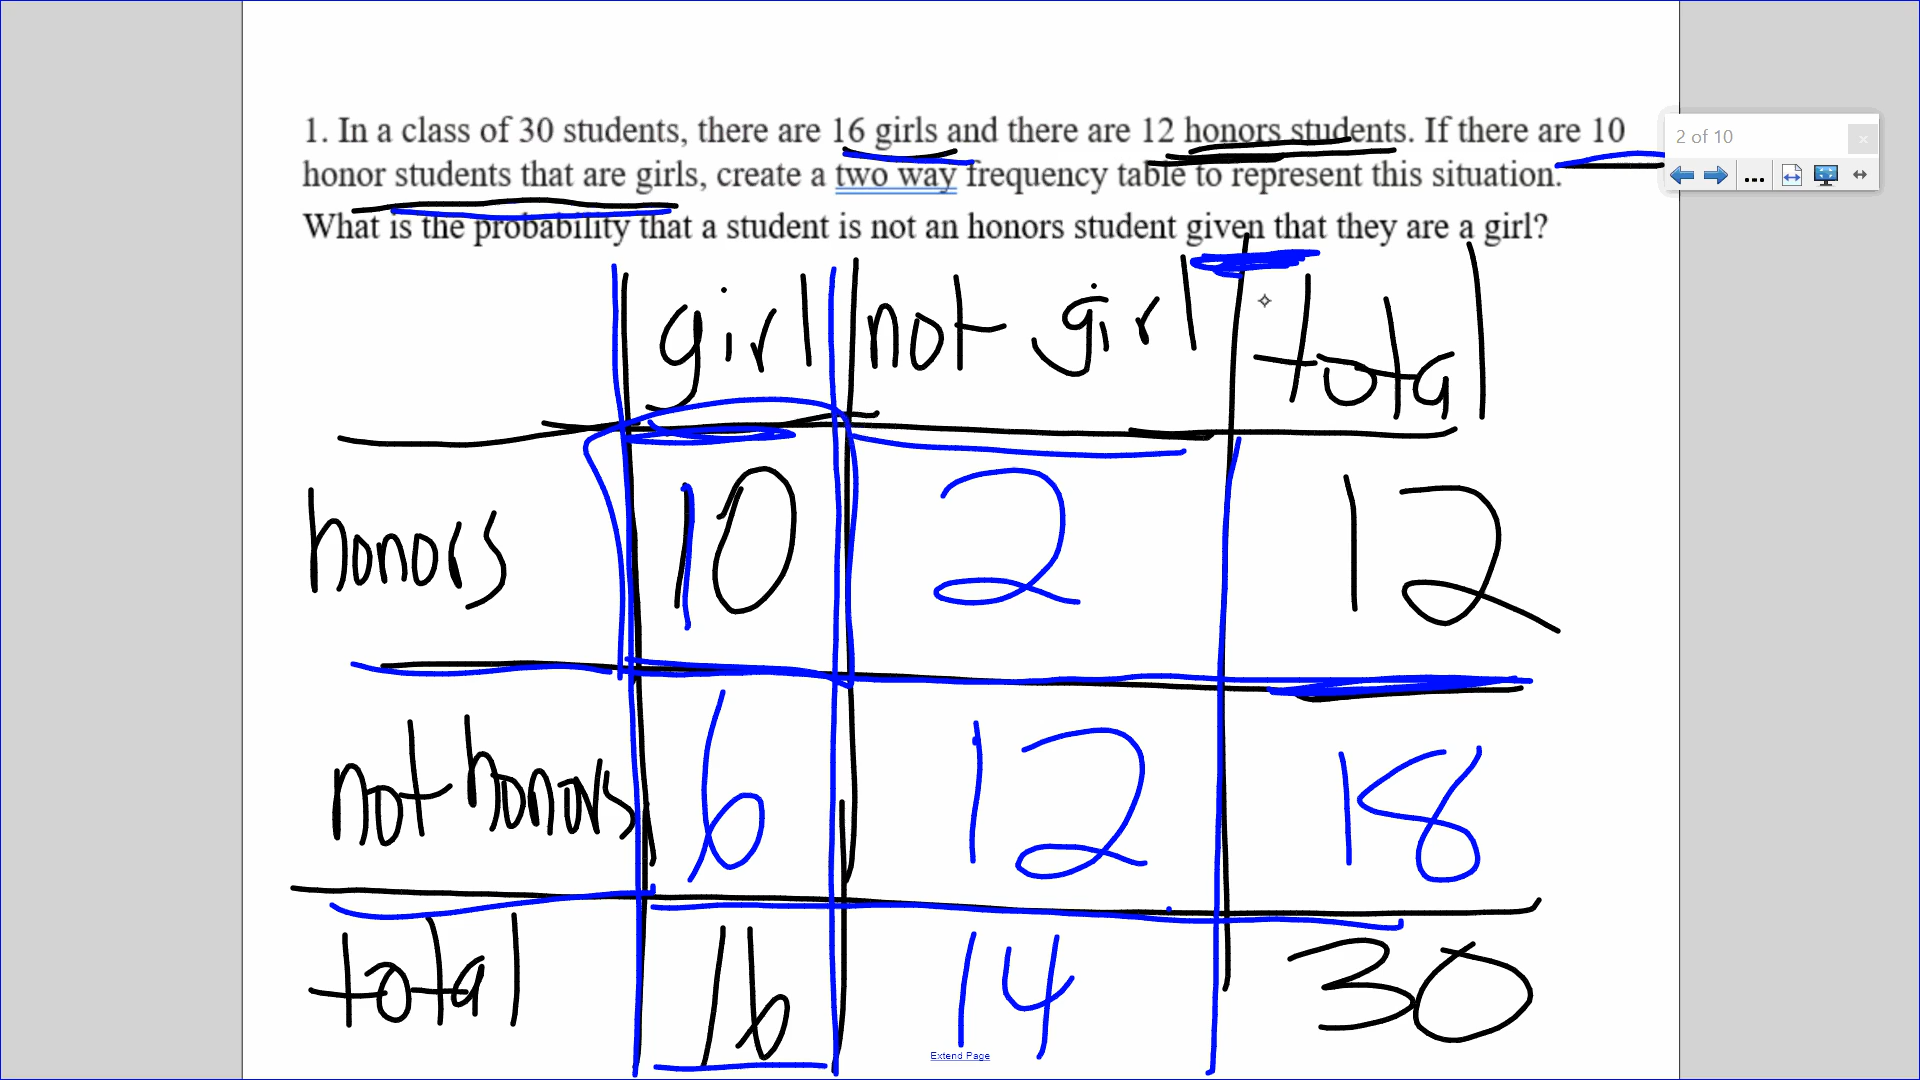 1. In a class of 30 students, there are 16 girls and there are 12 honors students. If there are 10
honor students that are girls, create a two way frequency table to represent this situation.
What is the probability that a student is not an honors student given that they are a girl?
2 of 10
...
girl not girl total
honors 10 2 12
not honors 6 12 18
total 16 14 30
Extend Page